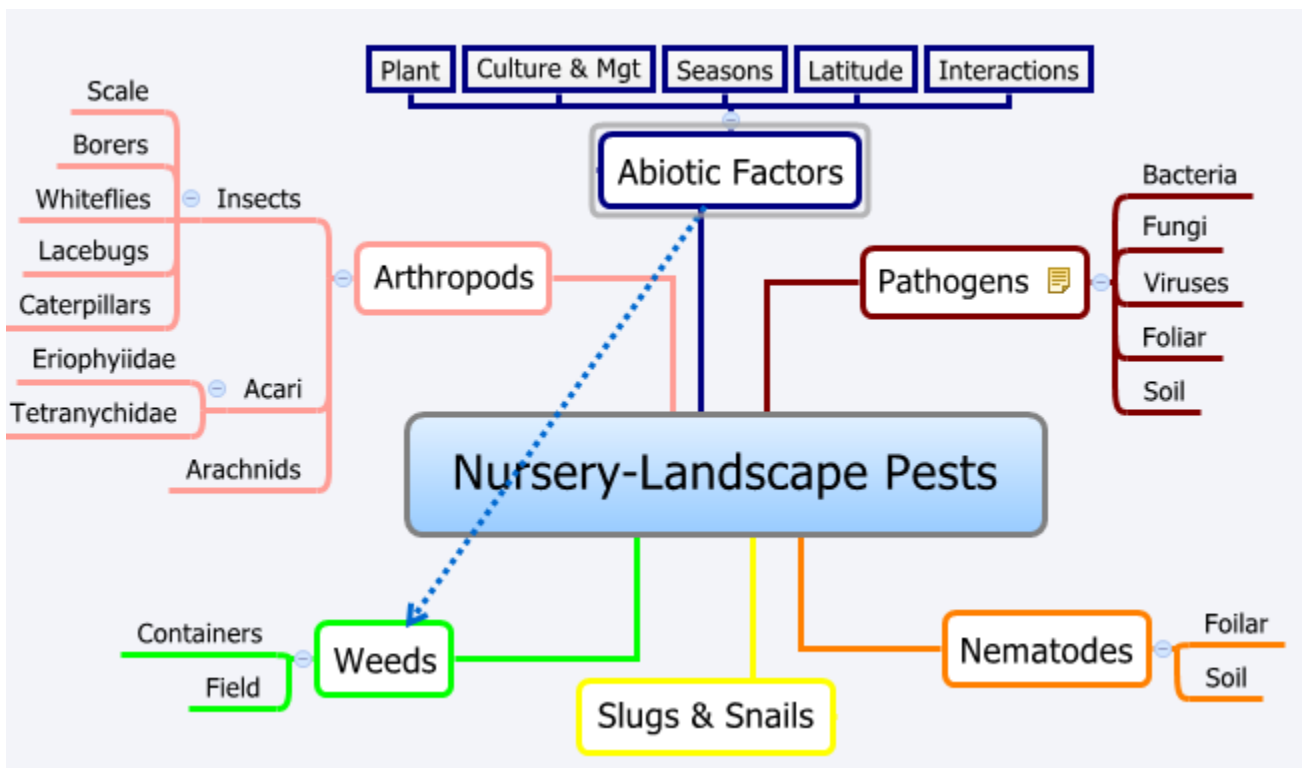 Plant
Culture & Mgt
Seasons
Latitude
Interactions
Abiotic Factors
Scale
Borers
Whiteflies
Lacebugs
Caterpillars
Insects
Eriophyiidae
Tetranychidae
Acari
Arachnids
Arthropods
Pathogens
Bacteria
Fungi
Viruses
Foliar
Soil
Nursery-Landscape Pests
Containers
Field
Weeds
Slugs & Snails
Nematodes
Foilar
Soil